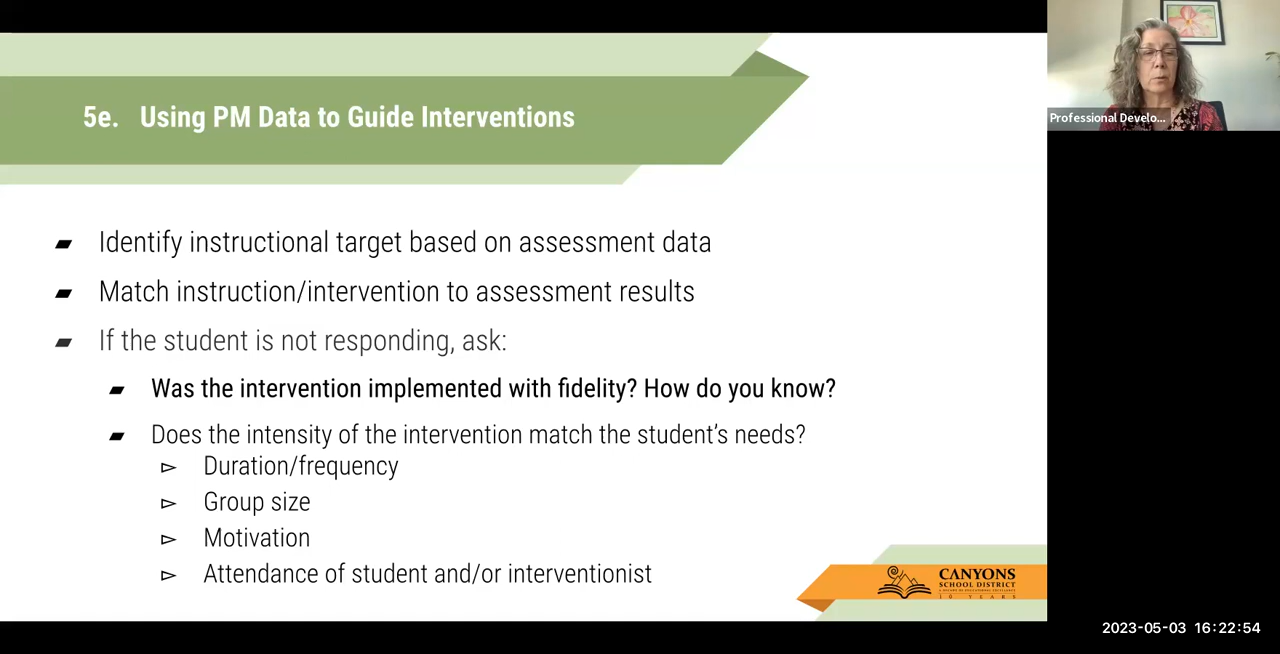 5e. Using PM Data to Guide Interventions
Professional Develo...
Identify instructional target based on assessment data
Match instruction/intervention to assessment results
If the student is not responding, ask:
Was the intervention implemented with fidelity? How do you know?
Does the intensity of the intervention match the student's needs?
Duration/frequency
Group size
Motivation
Attendance of student and/or interventionist
CANYONS
SCHOOL DISTRICT
10 YEARS
2023-05-03 16:22:54